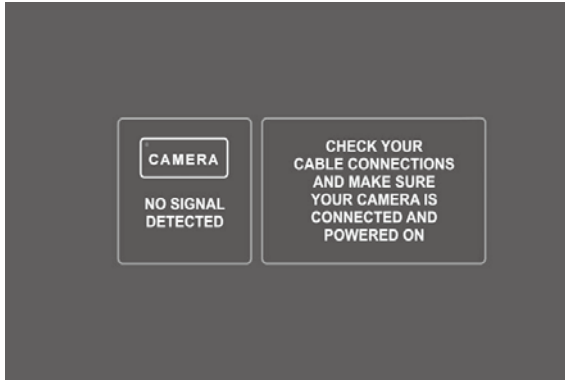 CAMERA
NO SIGNAL
DETECTED
CHECK YOUR
CABLE CONNECTIONS
AND MAKE SURE
YOUR CAMERA IS
CONNECTED AND
POWERED ON